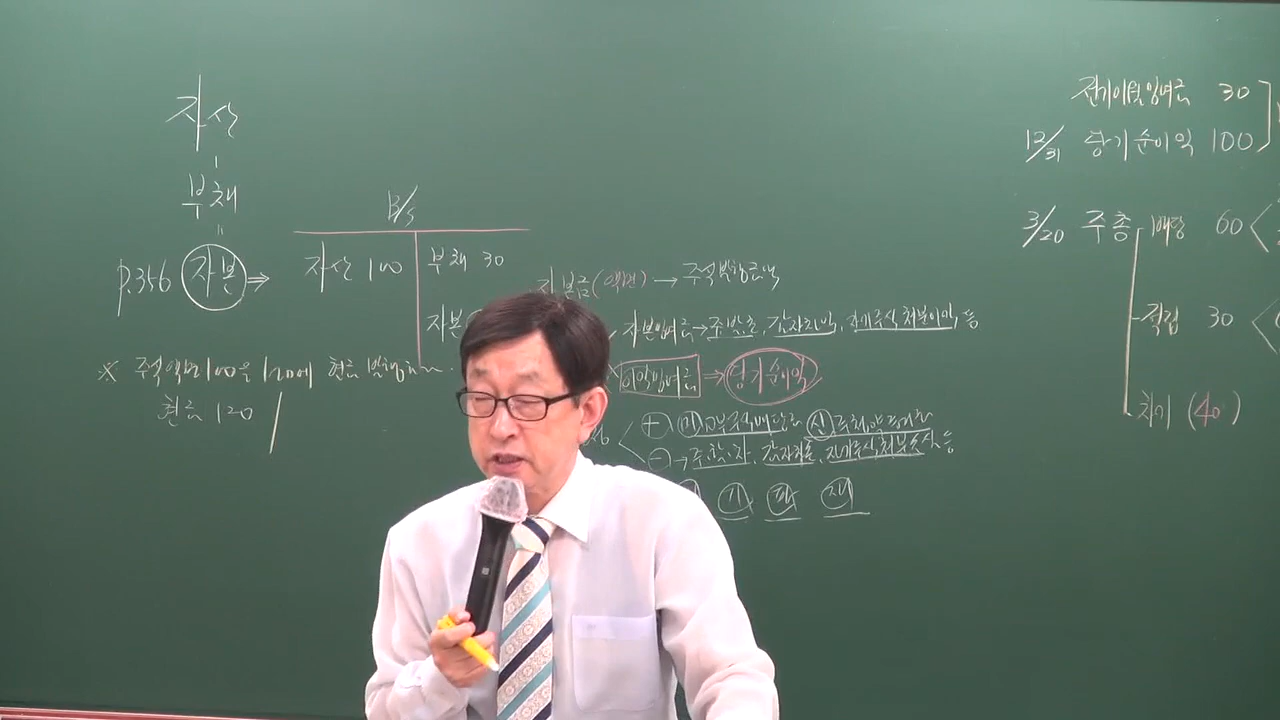 자산
-
부채
=
p.356 자본 ⇒
B/S
자산 100 부채 30
자본
※ 주식액면 100을 120에 현금 발행
현금 120
자본금(액면) → 주식발행금액
자본잉여금 → 주발초, 감자차익, 자기주식처분이익, 등
이익잉여금 ⇒ 당기순이익
+ 미교부주식배당금 신주청약증거금
- → 주할차, 감자차손, 자기주식처분손실 등
기 파 재
전기이월잉여금 30
12/31 당기순이익 100
3/20 주총 배당 60
적립 30
차이 (40)